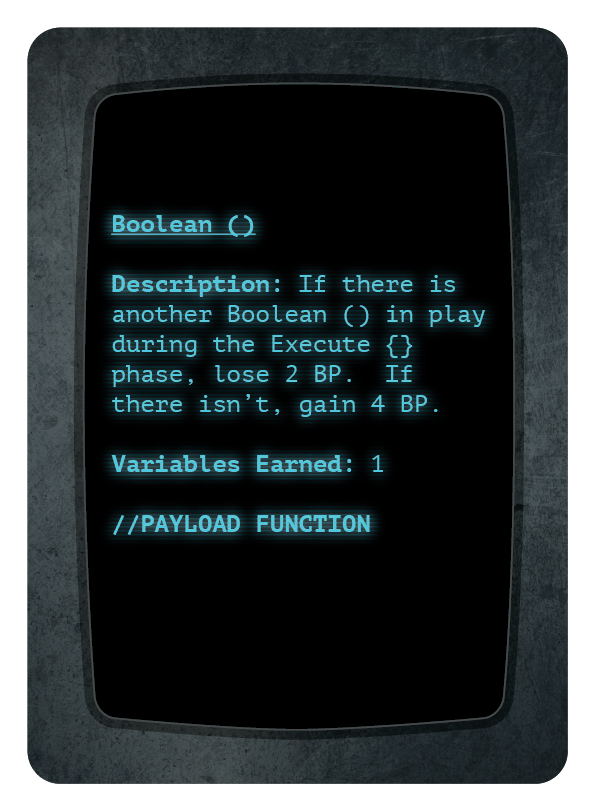 Boolean ()
Description: If there is
another Boolean () in play
during the Execute {}
phase, lose 2 BP.  If
there isn’t, gain 4 BP.
Variables Earned: 1
//PAYLOAD FUNCTION